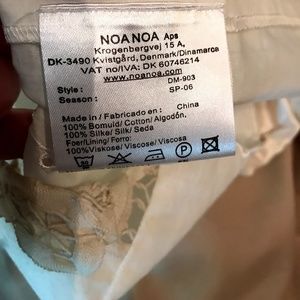 NOA NOA Aps
Krogenbergvej 15 A,
DK-3490 Kvistgård, Denmark/Dinamarca
VAT no/IVA: DK 60746214
www.noanoa.com
Style : DM-903
Season : SP-06
Made in / Fabricado en : China
100% Bomuld/ Cotton/ Algodón.
100% Silke/ Silk/ Seda
Foer/Lining/ Forro:
100%Viskose/ Viscose/ Viscosa
30
P